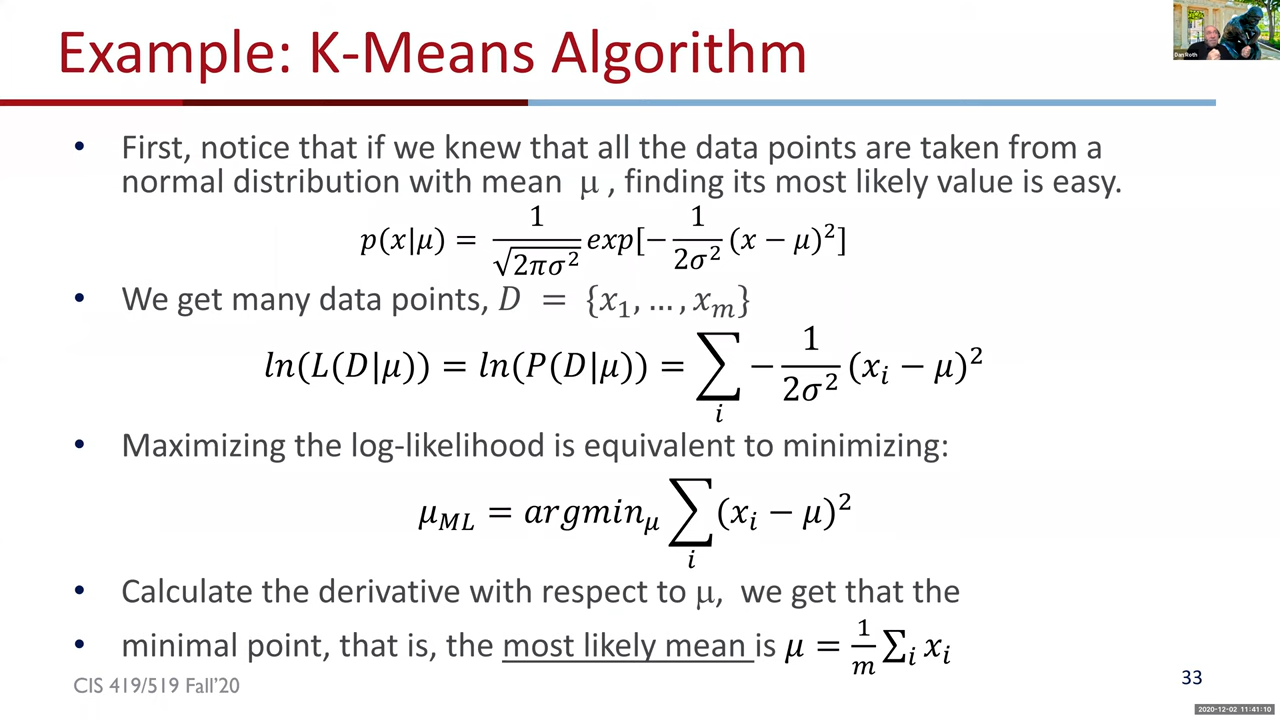 Example: K-Means Algorithm
Dan Roth
• First, notice that if we knew that all the data points are taken from a
normal distribution with mean μ , finding its most likely value is easy.
p(x|μ) = 1/√(2πσ²) exp[−1/(2σ²) (x − μ)²]
• We get many data points, D = {x₁, … , xₘ}
ln(L(D|μ)) = ln(P(D|μ)) = ∑ᵢ − 1/(2σ²) (xᵢ − μ)²
• Maximizing the log-likelihood is equivalent to minimizing:
μ_ML = argmin_μ ∑ᵢ (xᵢ − μ)²
• Calculate the derivative with respect to μ, we get that the
• minimal point, that is, the most likely mean is μ = 1/m ∑ᵢ xᵢ
CIS 419/519 Fall’20
33
2020-12-02 11:41:10